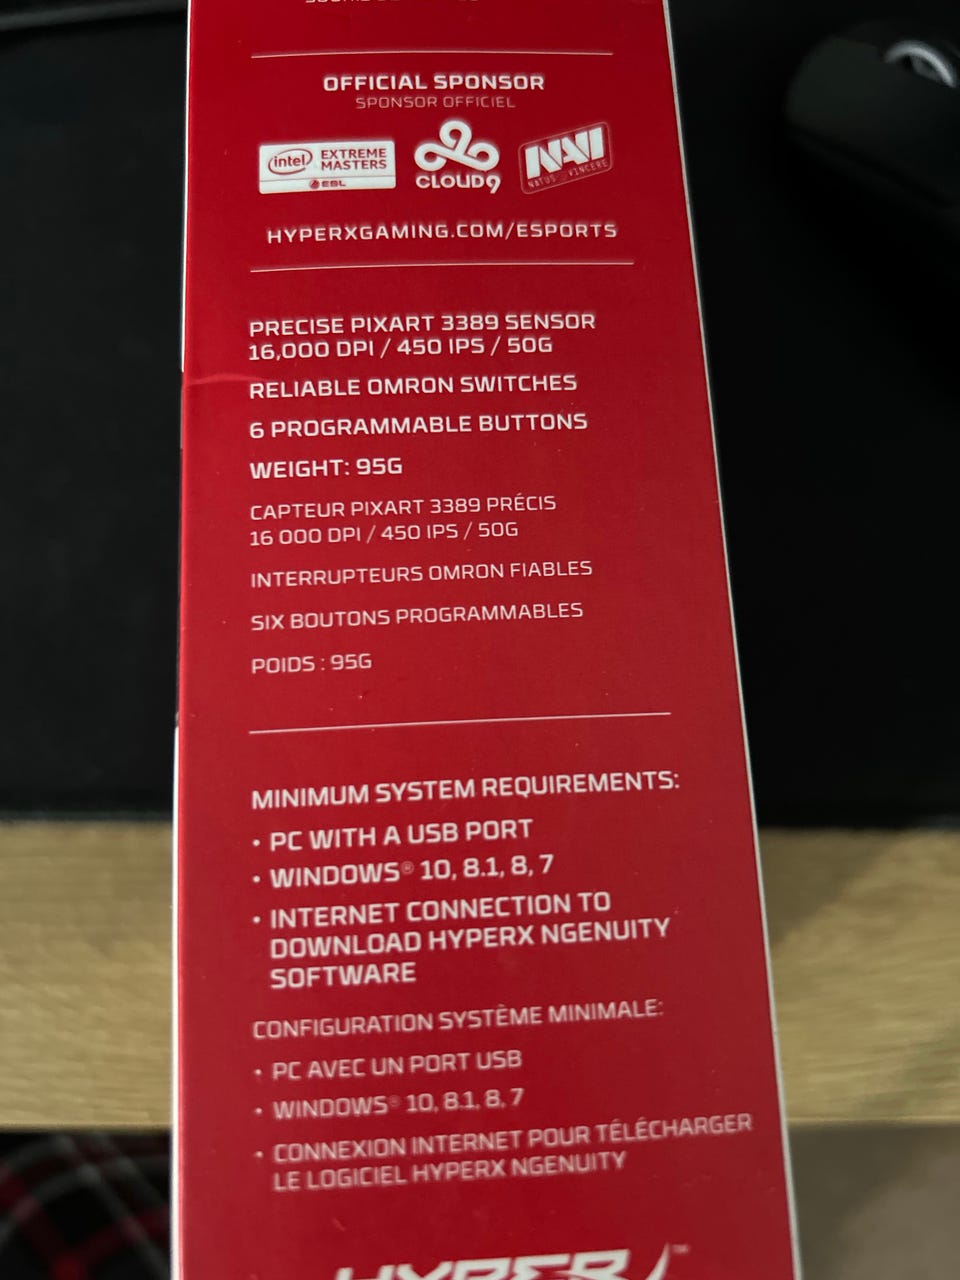 OFFICIAL SPONSOR
SPONSOR OFFICIEL
intel EXTREME MASTERS
ESL
CLOUD9
NAVI
NATUS VINCERE
HYPERXGAMING.COM/ESPORTS
PRECISE PIXART 3389 SENSOR
16,000 DPI / 450 IPS / 50G
RELIABLE OMRON SWITCHES
6 PROGRAMMABLE BUTTONS
WEIGHT: 95G
CAPTEUR PIXART 3389 PRÉCIS
16 000 DPI / 450 IPS / 50G
INTERRUPTEURS OMRON FIABLES
SIX BOUTONS PROGRAMMABLES
POIDS : 95G
MINIMUM SYSTEM REQUIREMENTS:
• PC WITH A USB PORT
• WINDOWS® 10, 8.1, 8, 7
• INTERNET CONNECTION TO
DOWNLOAD HYPERX NGENUITY
SOFTWARE
CONFIGURATION SYSTÈME MINIMALE:
• PC AVEC UN PORT USB
• WINDOWS® 10, 8.1, 8, 7
• CONNEXION INTERNET POUR TÉLÉCHARGER
LE LOGICIEL HYPERX NGENUITY
HYPER™